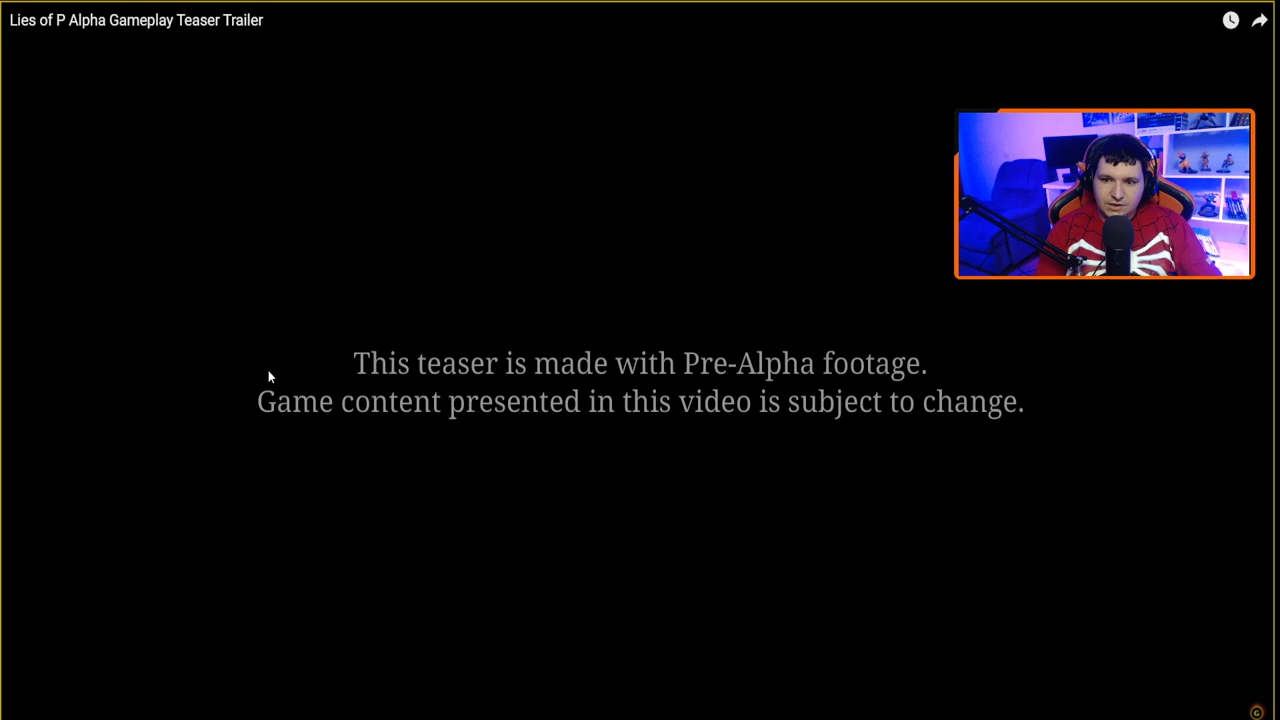 Lies of P Alpha Gameplay Teaser Trailer
This teaser is made with Pre-Alpha footage.
Game content presented in this video is subject to change.